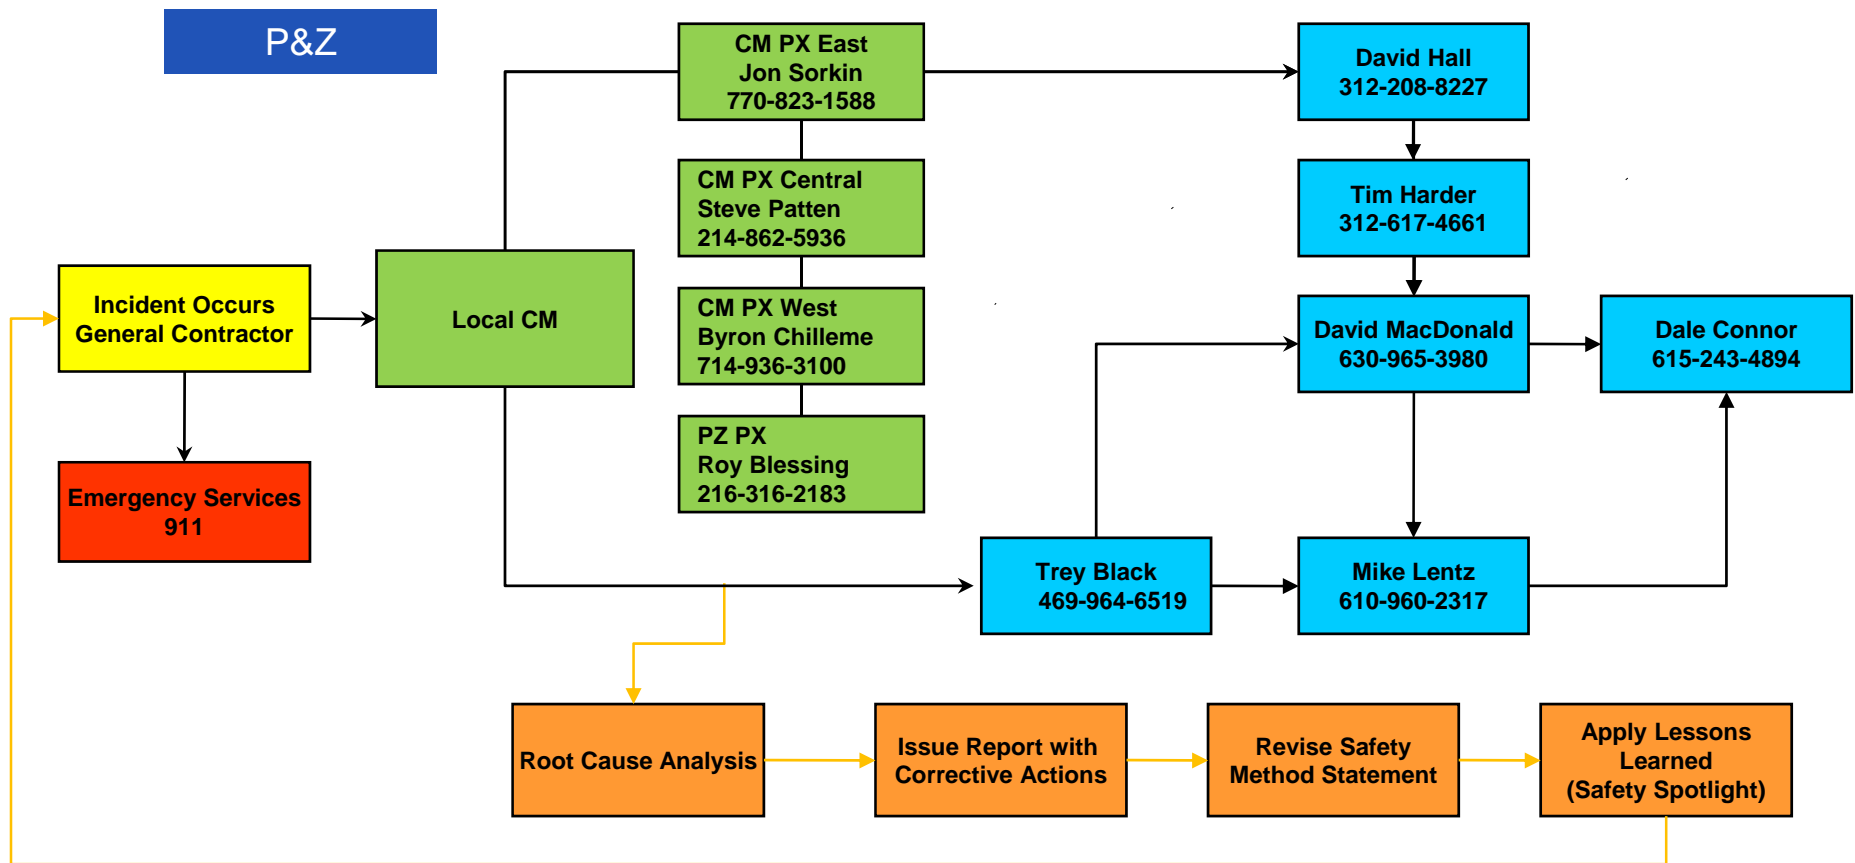 P&Z
CM PX East
Jon Sorkin
770-823-1588
David Hall
312-208-8227
CM PX Central
Steve Patten
214-862-5936
Tim Harder
312-617-4661
Incident Occurs
General Contractor
Local CM
CM PX West
Byron Chilleme
714-936-3100
David MacDonald
630-965-3980
Dale Connor
615-243-4894
PZ PX
Roy Blessing
216-316-2183
Emergency Services
911
Trey Black
469-964-6519
Mike Lentz
610-960-2317
Root Cause Analysis
Issue Report with
Corrective Actions
Revise Safety
Method Statement
Apply Lessons
Learned
(Safety Spotlight)